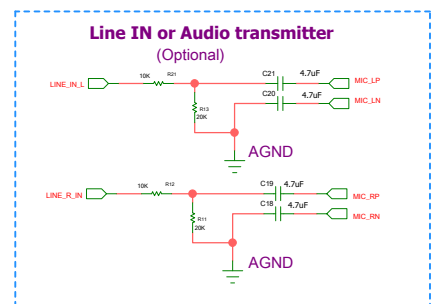 Line IN or Audio transmitter
(Optional)
LINE_IN_L
10K
R21
R13
20K
C21
4.7uF
MIC_LP
C20
4.7uF
MIC_LN
AGND
LINE_R_IN
10K
R12
R11
20K
C19
4.7uF
MIC_RP
C18
4.7uF
MIC_RN
AGND